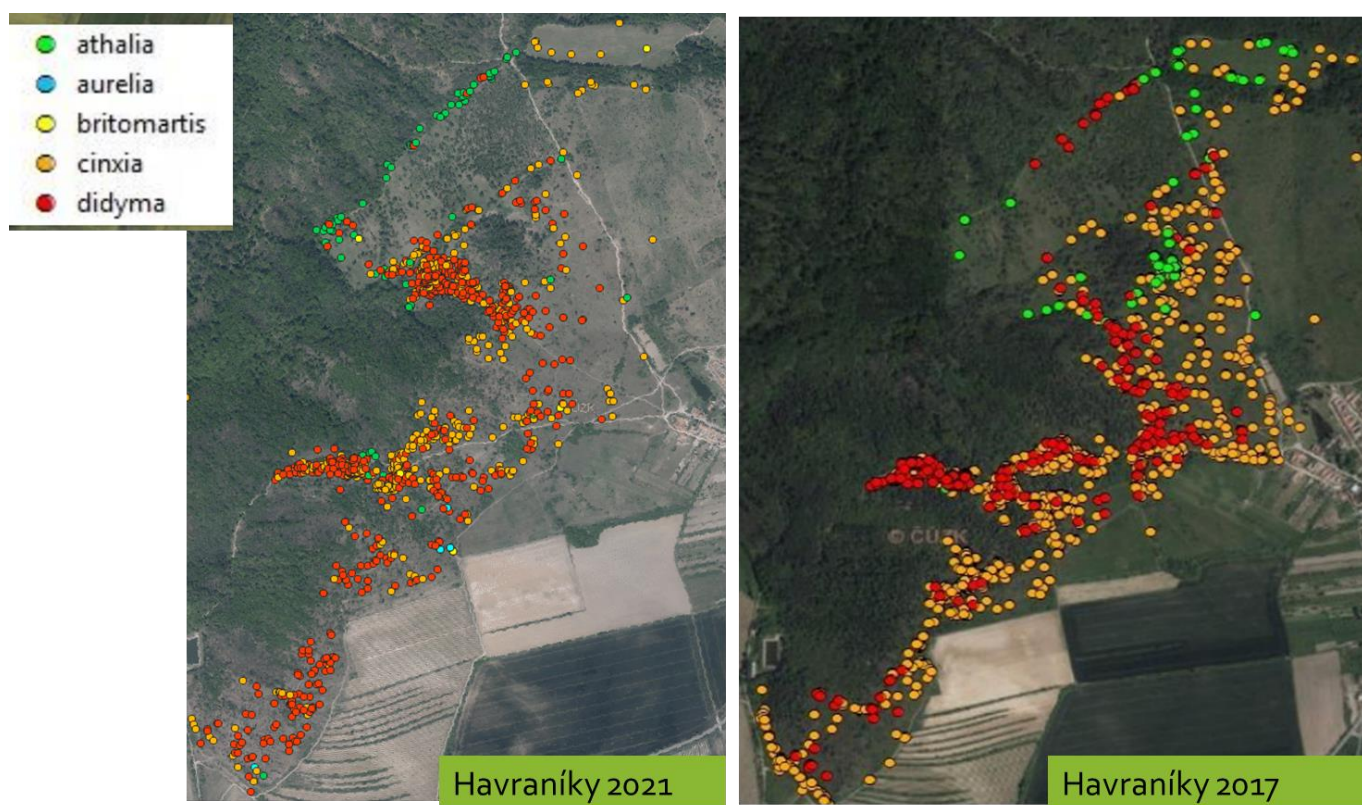 athalia
aurelia
britomartis
cinxia
didyma
© ČÚZK
Havraníky 2021
Havraníky 2017